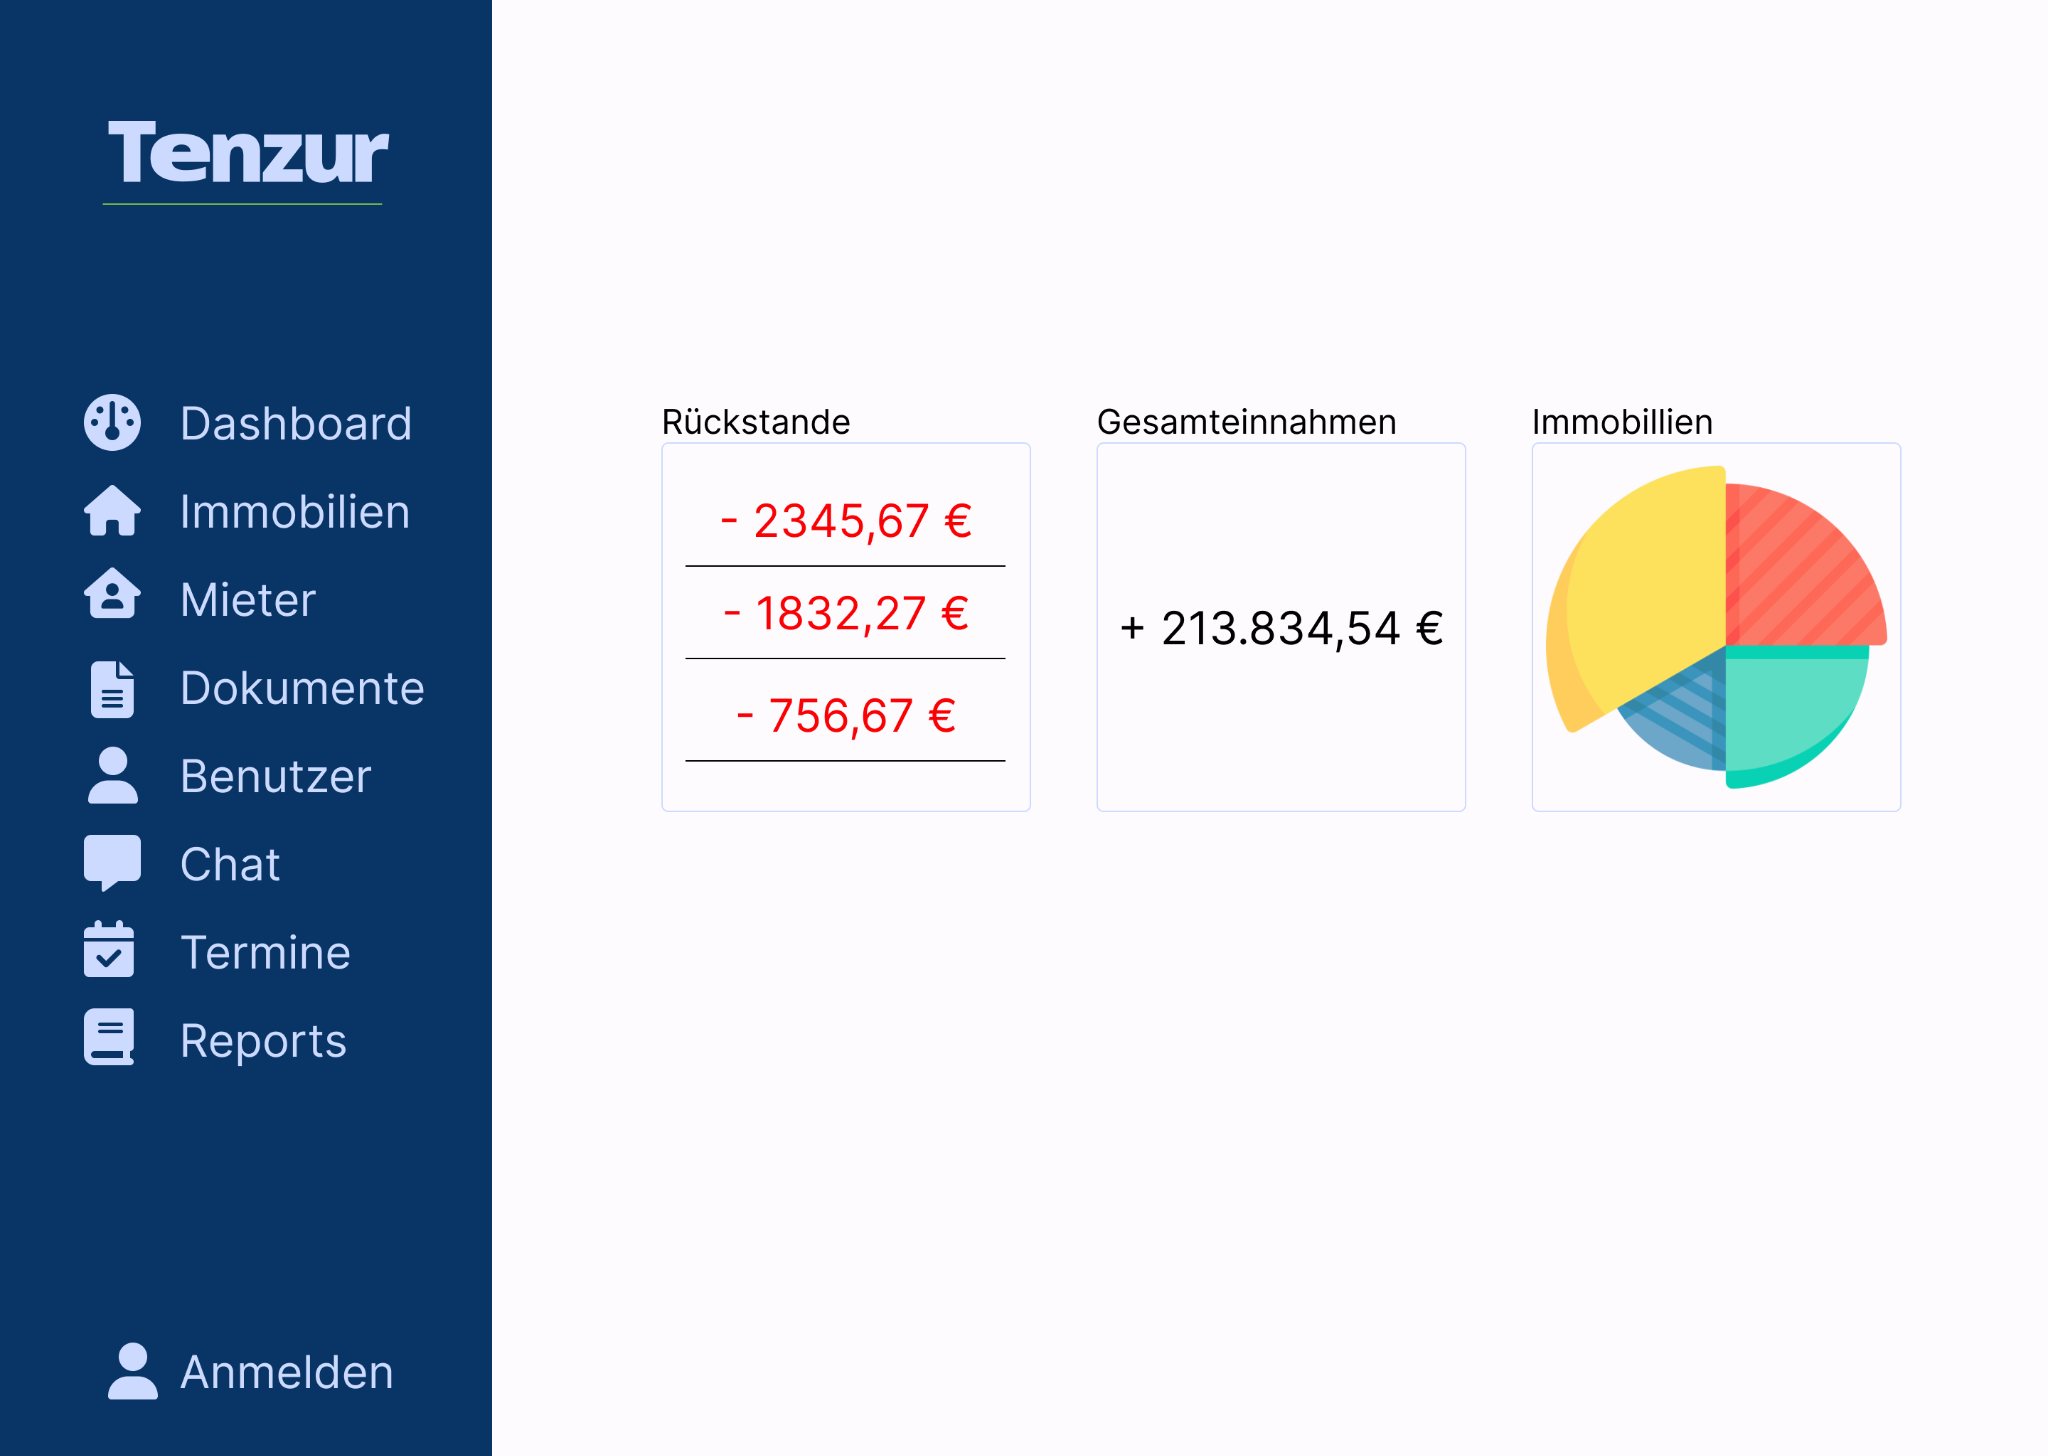 Tenzur
Dashboard
Immobilien
Mieter
Dokumente
Benutzer
Chat
Termine
Reports
Anmelden
Rückstande
- 2345,67 €
- 1832,27 €
- 756,67 €
Gesamteinnahmen
+ 213.834,54 €
Immobillien